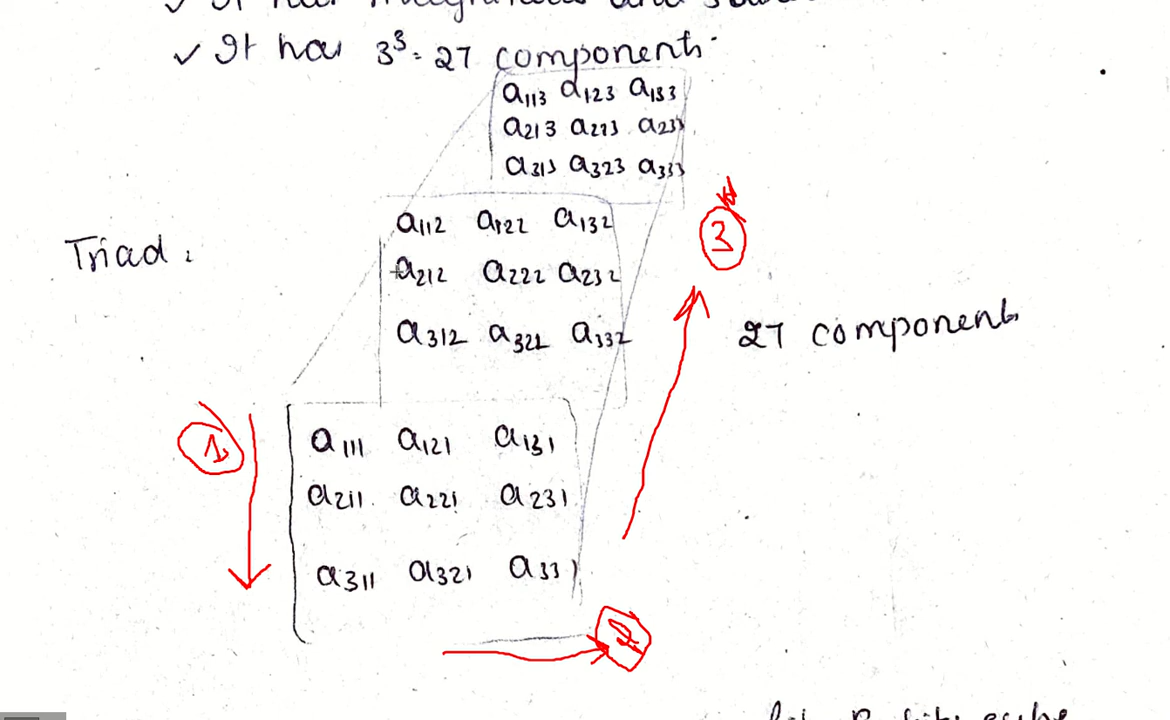 ✓ It has 3³ = 27 components
a113 a123 a133
a213 a223 a233
a313 a323 a333
a112 a122 a132
Triad : a212 a222 a232
a312 a322 a332
27 components
a111 a121 a131
a211 a221 a231
a311 a321 a331
1
2
3